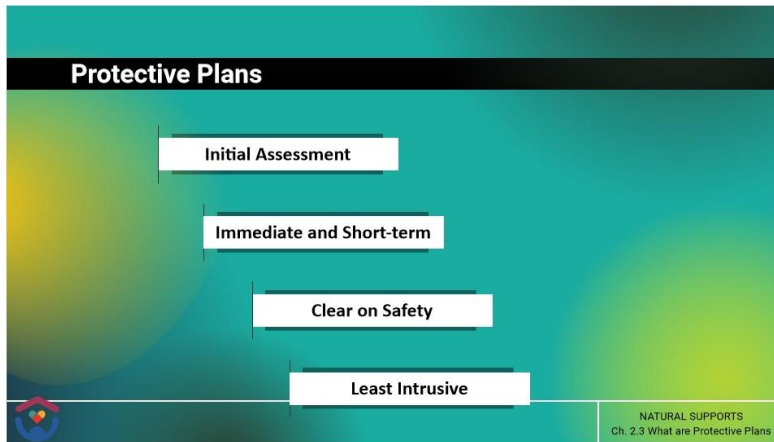 Protective Plans
Initial Assessment
Immediate and Short-term
Clear on Safety
Least Intrusive
NATURAL SUPPORTS
Ch. 2.3 What are Protective Plans